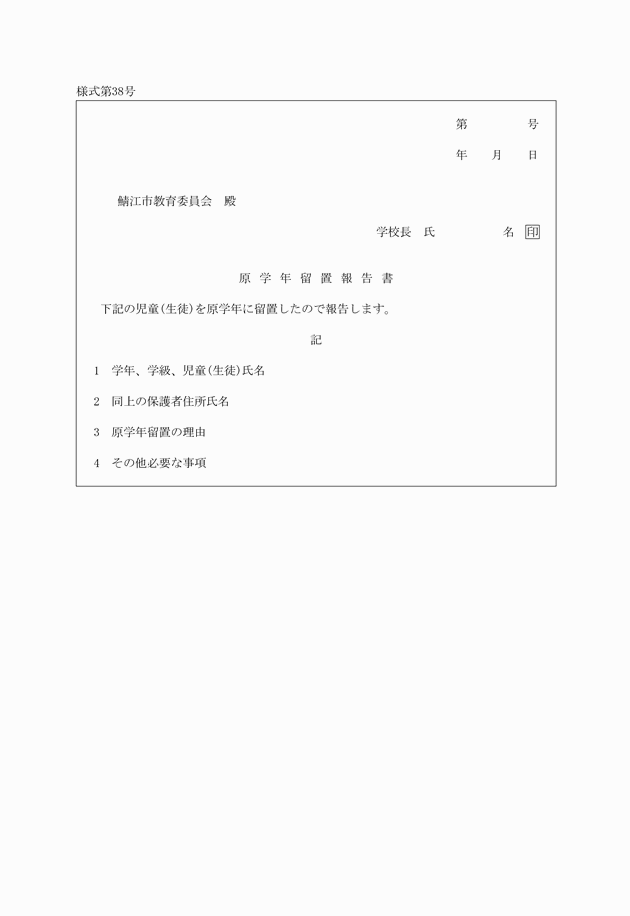 様式第38号
第　　　　　号
年　　月　　日
鯖江市教育委員会　殿
学校長　氏　　　　　　名　印
原学年留置報告書
下記の児童(生徒)を原学年に留置したので報告します。
記
1　学年、学級、児童(生徒)氏名
2　同上の保護者住所氏名
3　原学年留置の理由
4　その他必要な事項